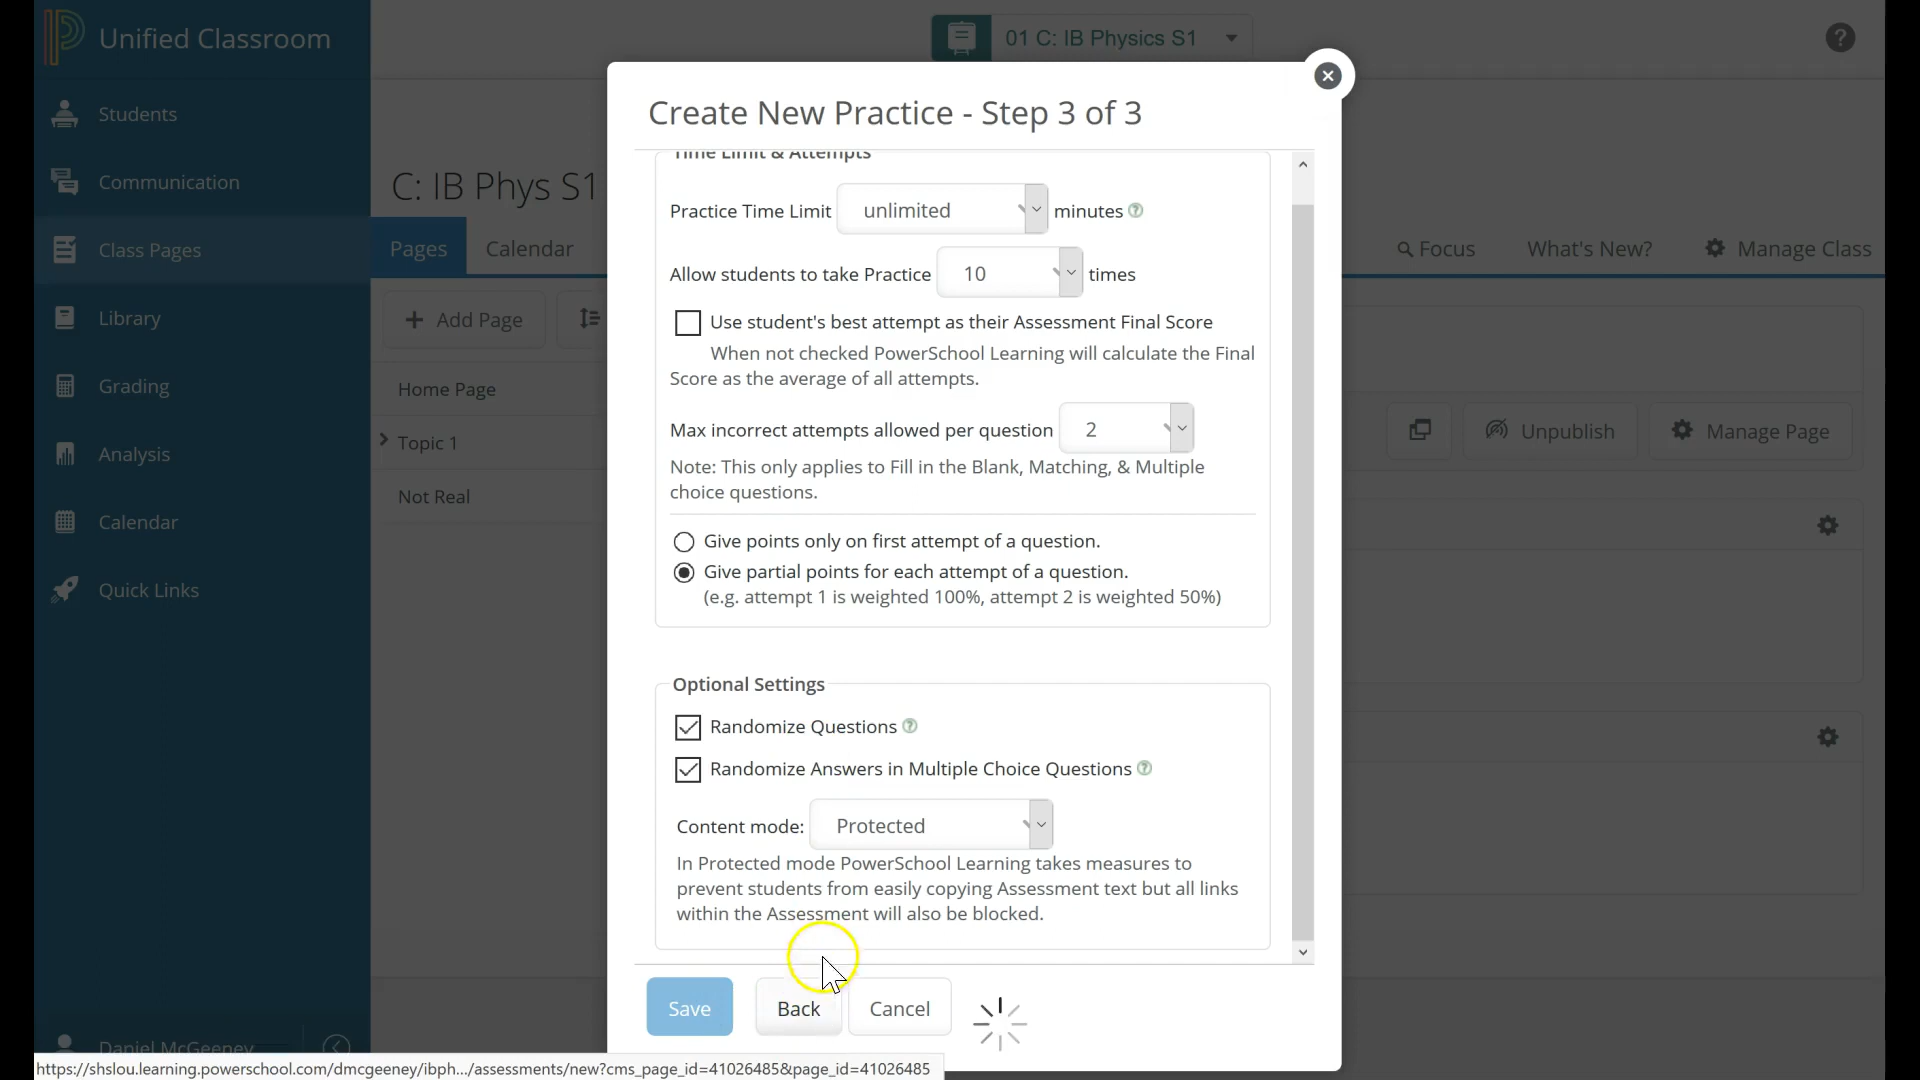 Unified Classroom
01 C: IB Physics S1
Students
Communication
Class Pages
Library
Grading
Analysis
Calendar
Quick Links
Daniel McGeeney
C: IB Phys S1
Pages
Calendar
Focus
What's New?
Manage Class
Add Page
Home Page
Topic 1
Not Real
Unpublish
Manage Page
Create New Practice - Step 3 of 3
Time Limit & Attempts
Practice Time Limit unlimited minutes
Allow students to take Practice 10 times
Use student's best attempt as their Assessment Final Score
When not checked PowerSchool Learning will calculate the Final
Score as the average of all attempts.
Max incorrect attempts allowed per question 2
Note: This only applies to Fill in the Blank, Matching, & Multiple
choice questions.
Give points only on first attempt of a question.
Give partial points for each attempt of a question.
(e.g. attempt 1 is weighted 100%, attempt 2 is weighted 50%)
Optional Settings
Randomize Questions
Randomize Answers in Multiple Choice Questions
Content mode: Protected
In Protected mode PowerSchool Learning takes measures to
prevent students from easily copying Assessment text but all links
within the Assessment will also be blocked.
Save
Back
Cancel
https://shslou.learning.powerschool.com/dmcgeeney/ibph.../assessments/new?cms_page_id=41026485&page_id=41026485